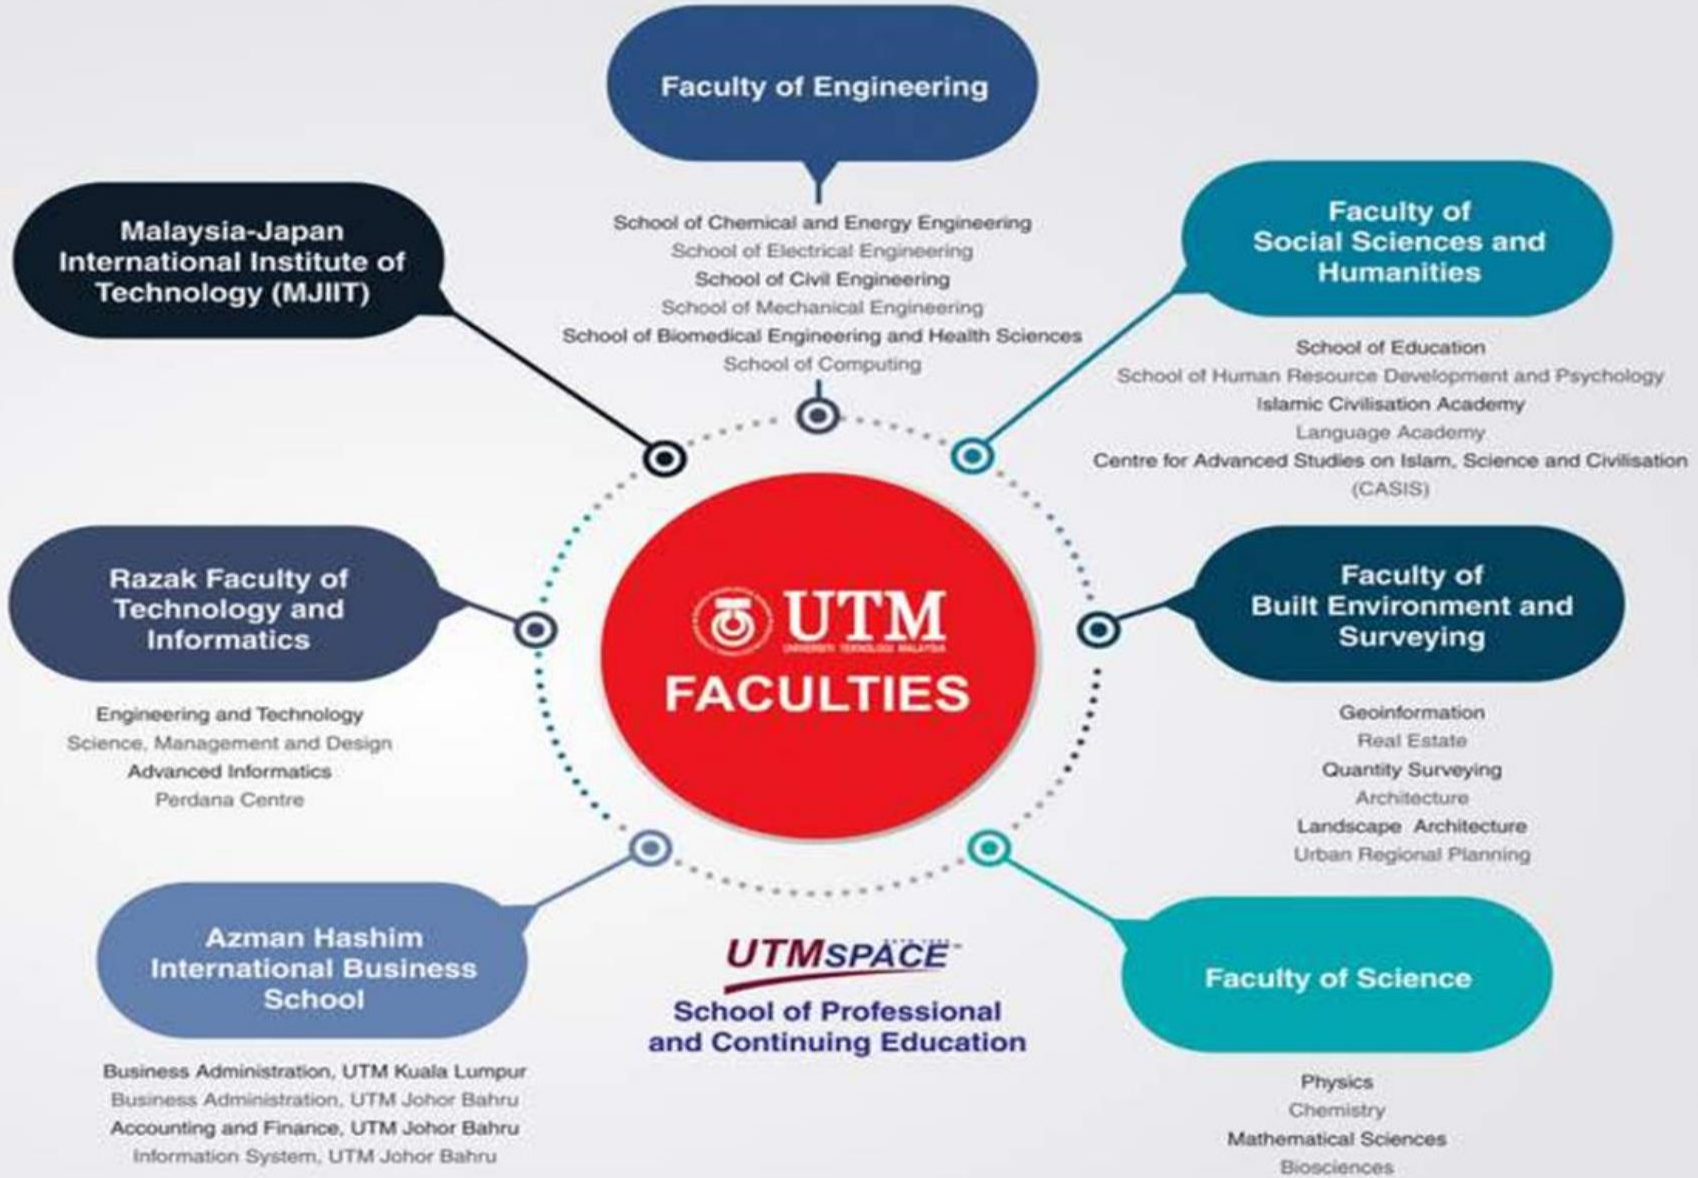 Faculty of Engineering
School of Chemical and Energy Engineering
School of Electrical Engineering
School of Civil Engineering
School of Mechanical Engineering
School of Biomedical Engineering and Health Sciences
School of Computing
Malaysia-Japan
International Institute of
Technology (MJIIT)
Faculty of
Social Sciences and
Humanities
School of Education
School of Human Resource Development and Psychology
Islamic Civilisation Academy
Language Academy
Centre for Advanced Studies on Islam, Science and Civilisation
(CASIS)
Razak Faculty of
Technology and
Informatics
Engineering and Technology
Science, Management and Design
Advanced Informatics
Perdana Centre
UTM
UNIVERSITI TEKNOLOGI MALAYSIA
FACULTIES
Faculty of
Built Environment and
Surveying
Geoinformation
Real Estate
Quantity Surveying
Architecture
Landscape Architecture
Urban Regional Planning
Azman Hashim
International Business
School
Business Administration, UTM Kuala Lumpur
Business Administration, UTM Johor Bahru
Accounting and Finance, UTM Johor Bahru
Information System, UTM Johor Bahru
UTMSPACE
School of Professional
and Continuing Education
Faculty of Science
Physics
Chemistry
Mathematical Sciences
Biosciences